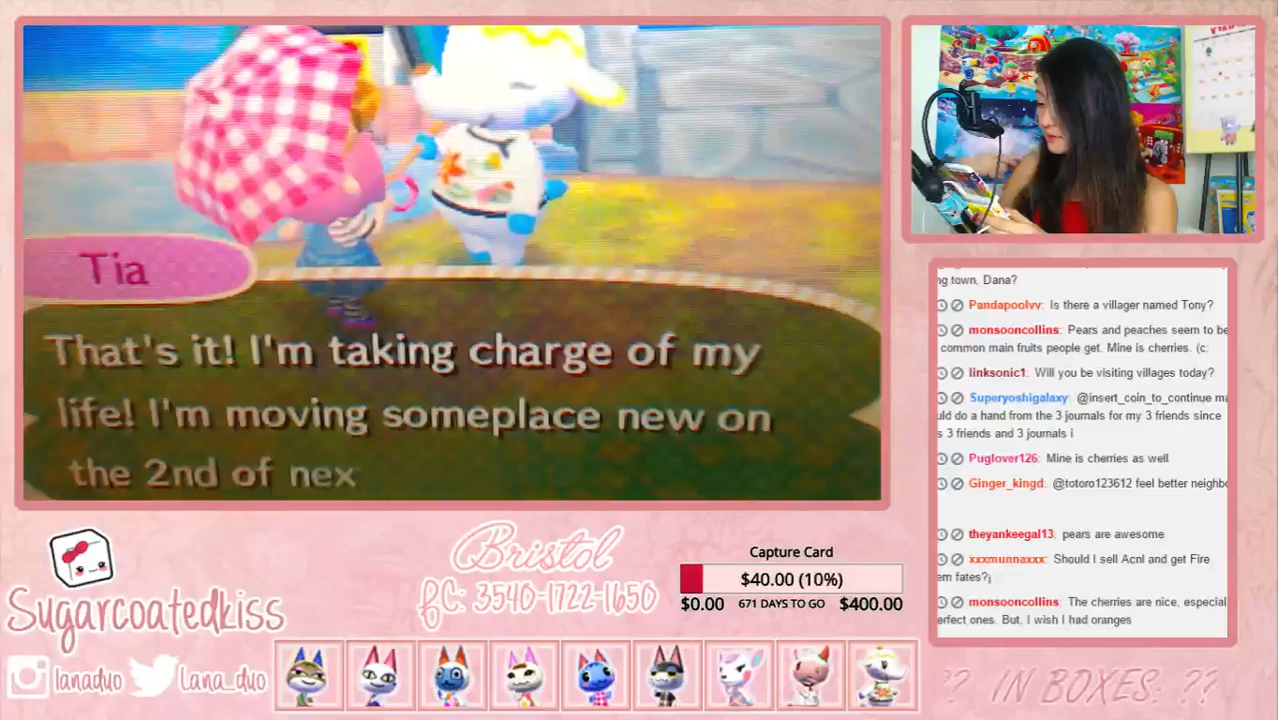 Tia
That's it! I'm taking charge of my
life! I'm moving someplace new on
the 2nd of nex
ng town, Dana?
Pandapoolvv: Is there a villager named Tony?
monsooncollins: Pears and peaches seem to be
common main fruits people get. Mine is cherries. (c:
linksonic1: Will you be visiting villages today?
Superyoshigalaxy: @insert_coin_to_continue ma
uld do a hand from the 3 journals for my 3 friends since
s 3 friends and 3 journals i
Puglover126: Mine is cherries as well
Ginger_kingd: @totoro123612 feel better neighbo
theyankeegal13: pears are awesome
xxxmunnaxxx: Should I sell Acnl and get Fire
em fates?¡
monsooncollins: The cherries are nice, especial
erfect ones. But, I wish I had oranges
Sugarcoatedkiss
lanaduo Lana_duo
Bristol
fC: 3540-1722-1650
Capture Card
$40.00 (10%)
$0.00 671 DAYS TO GO $400.00
?? IN BOXES: ??